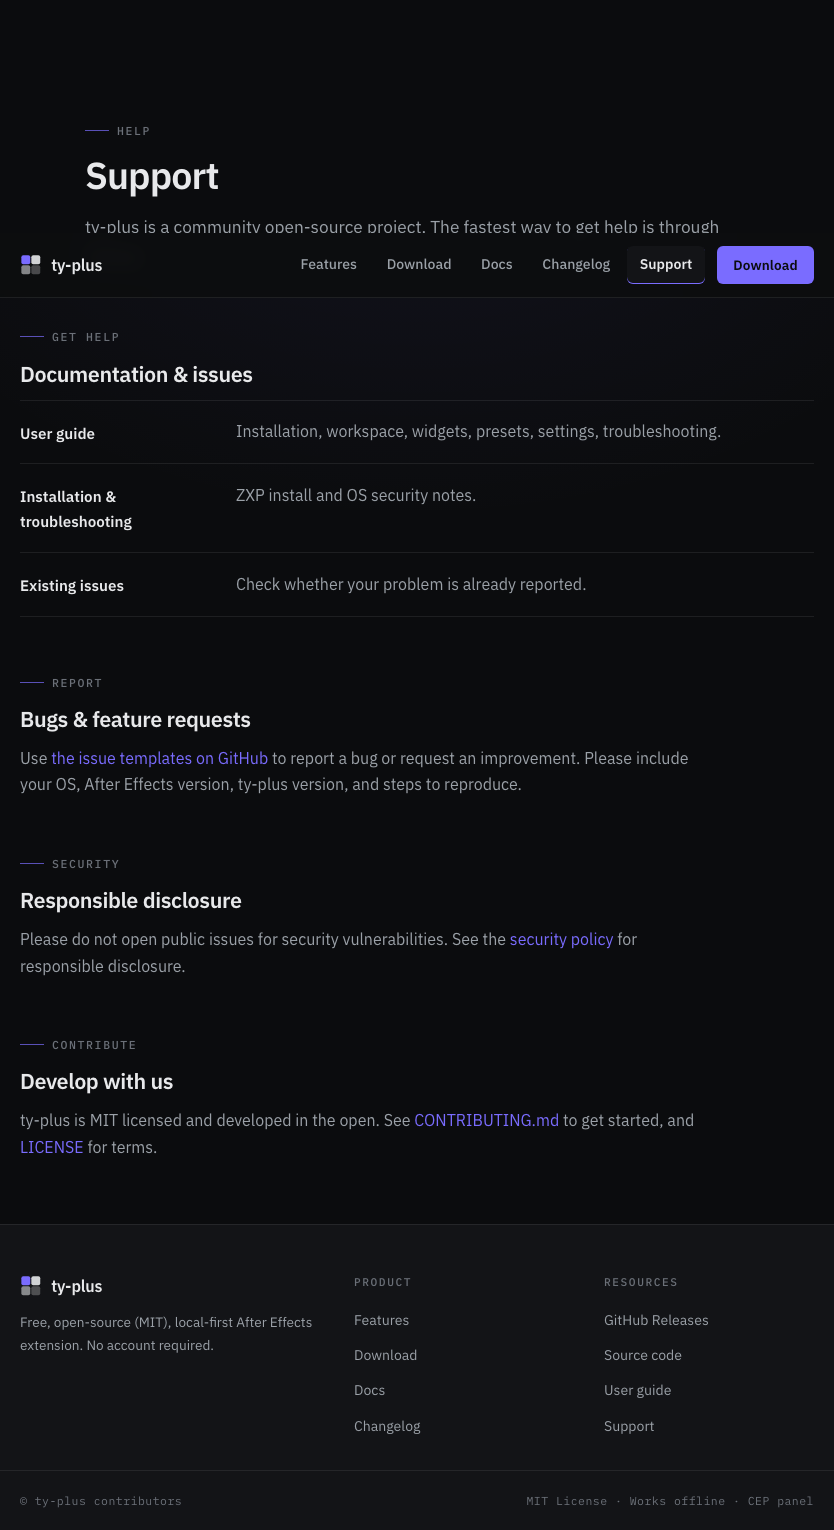 HELP
Support
ty-plus is a community open-source project. The fastest way to get help is through
ty-plus
Features
Download
Docs
Changelog
Support
Download
GET HELP
Documentation & issues
User guide
Installation, workspace, widgets, presets, settings, troubleshooting.
Installation &
troubleshooting
ZXP install and OS security notes.
Existing issues
Check whether your problem is already reported.
REPORT
Bugs & feature requests
Use the issue templates on GitHub to report a bug or request an improvement. Please include
your OS, After Effects version, ty-plus version, and steps to reproduce.
SECURITY
Responsible disclosure
Please do not open public issues for security vulnerabilities. See the security policy for
responsible disclosure.
CONTRIBUTE
Develop with us
ty-plus is MIT licensed and developed in the open. See CONTRIBUTING.md to get started, and
LICENSE for terms.
ty-plus
Free, open-source (MIT), local-first After Effects
extension. No account required.
PRODUCT
Features
Download
Docs
Changelog
RESOURCES
GitHub Releases
Source code
User guide
Support
© ty-plus contributors
MIT License · Works offline · CEP panel